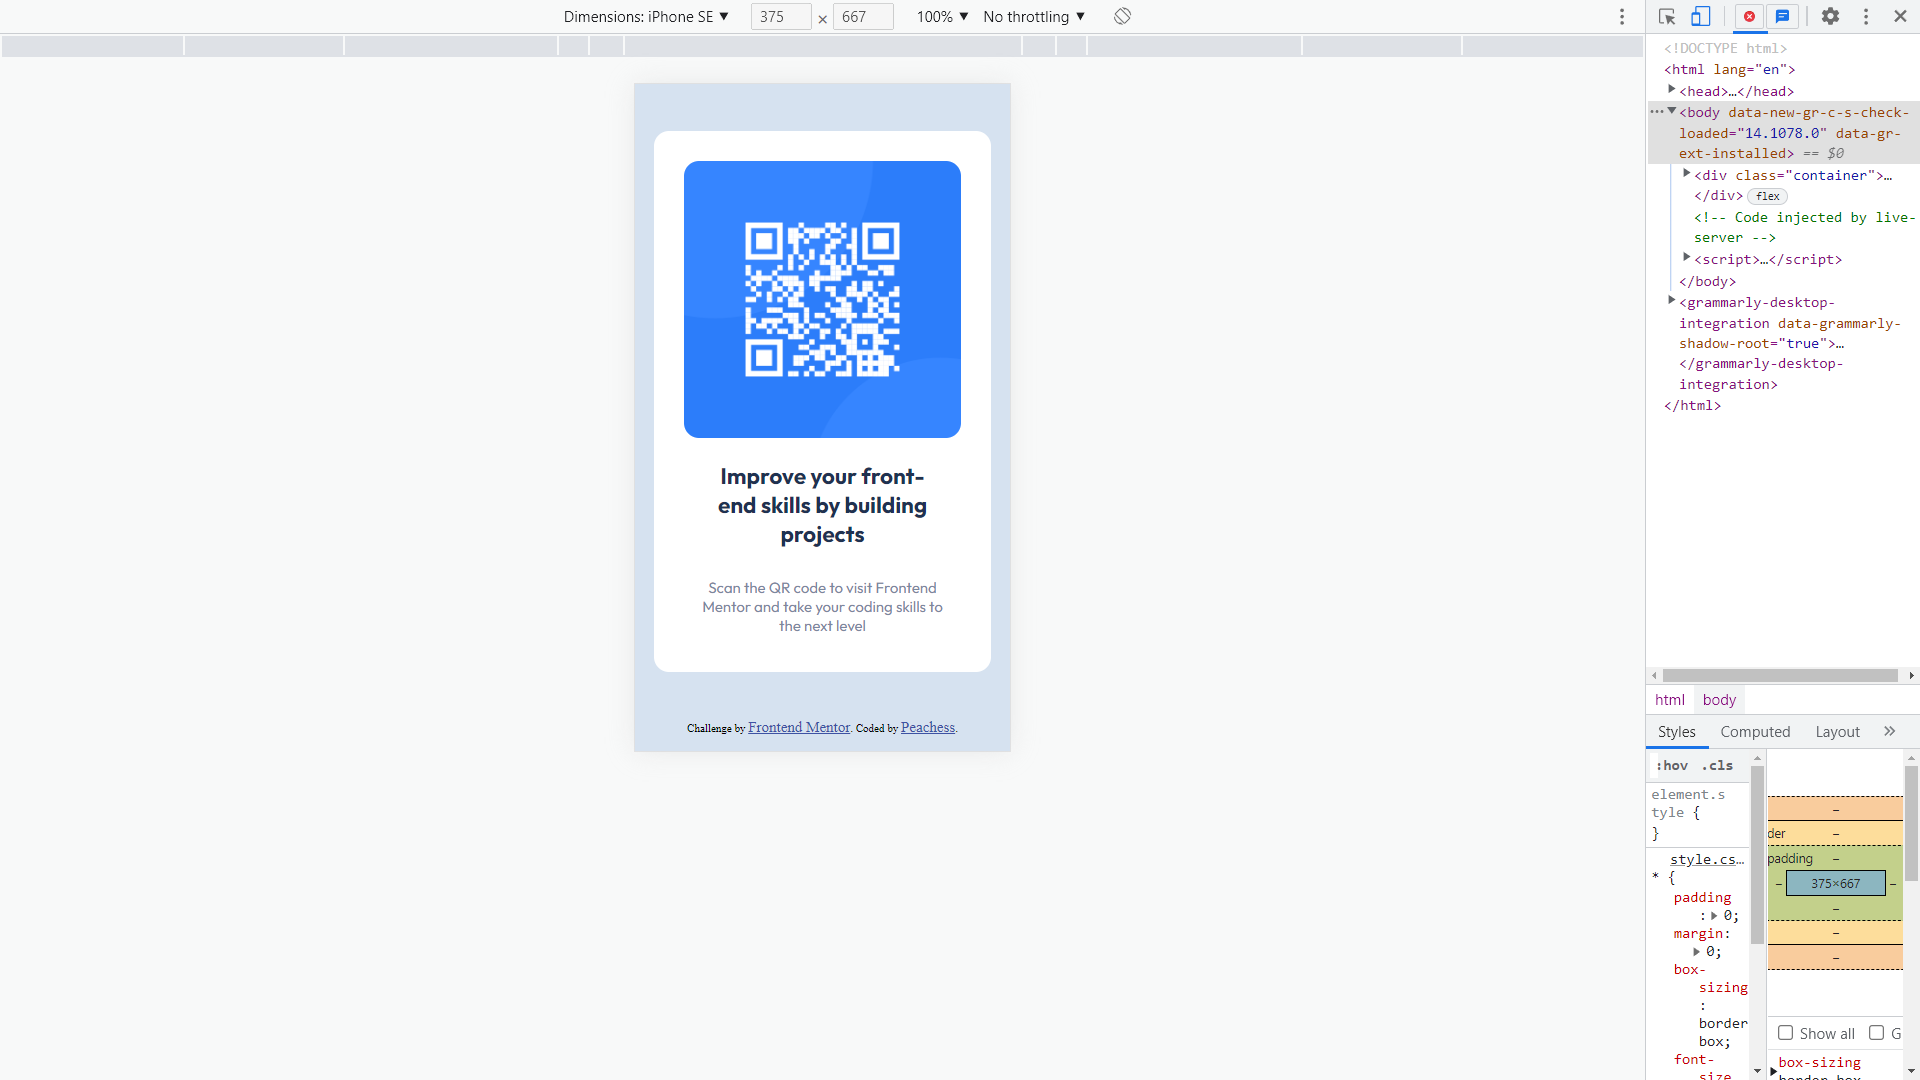 Dimensions: iPhone SE ▼ 375 × 667 100% ▼ No throttling ▼
Improve your front-
end skills by building
projects
Scan the QR code to visit Frontend
Mentor and take your coding skills to
the next level
Challenge by Frontend Mentor. Coded by Peachess.
<!DOCTYPE html>
<html lang="en">
<head>…</head>
<body data-new-gr-c-s-check-
loaded="14.1078.0" data-gr-
ext-installed> == $0
<div class="container">…
</div> flex
<!-- Code injected by live-
server -->
<script>…</script>
</body>
<grammarly-desktop-
integration data-grammarly-
shadow-root="true">…
</grammarly-desktop-
integration>
</html>
html body
Styles Computed Layout »
:hov .cls
element.s
tyle {
}
style.cs…
* {
padding
: 0;
margin:
0;
box-
sizing
:
border
box;
font-
size
der –
padding –
375×667
Show all G
box-sizing
border-box